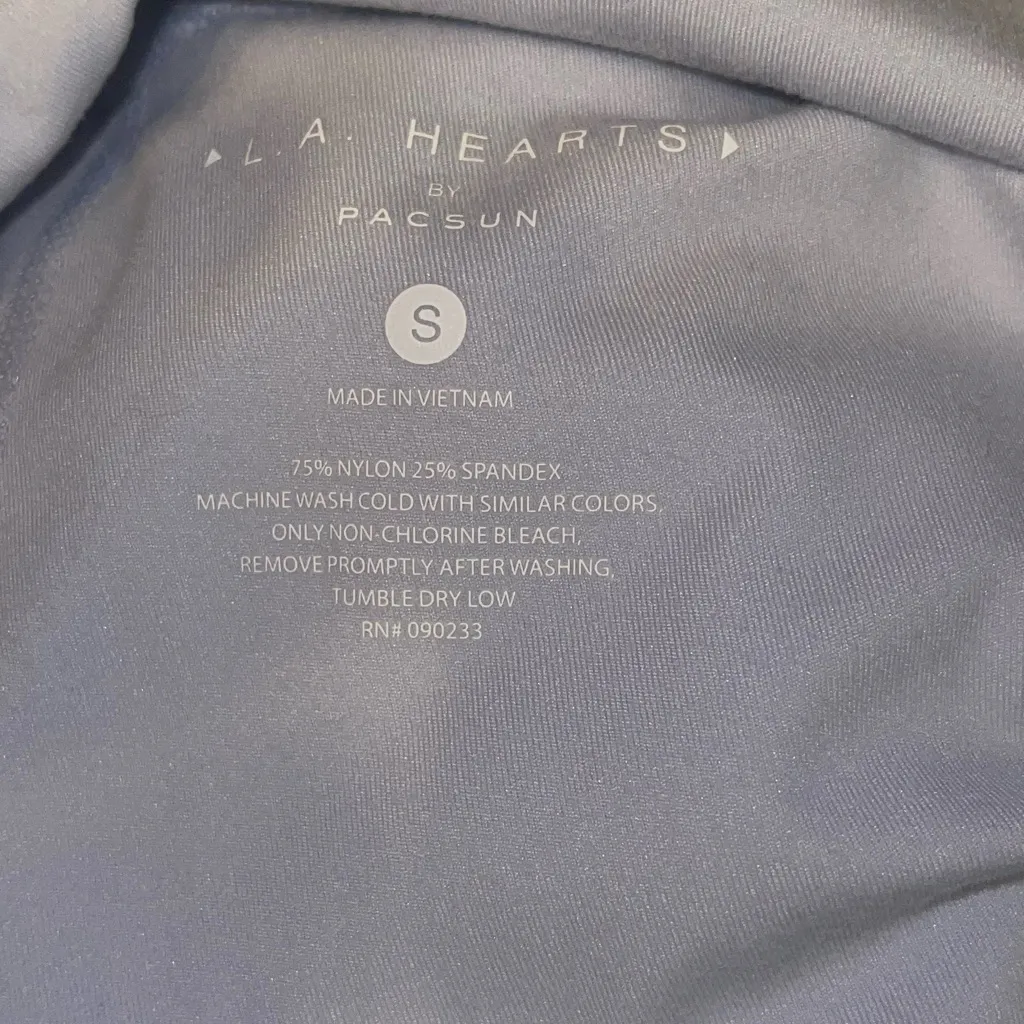 L.A. HEARTS
BY
PACSUN
S
MADE IN VIETNAM
75% NYLON 25% SPANDEX
MACHINE WASH COLD WITH SIMILAR COLORS,
ONLY NON-CHLORINE BLEACH,
REMOVE PROMPTLY AFTER WASHING,
TUMBLE DRY LOW
RN# 090233